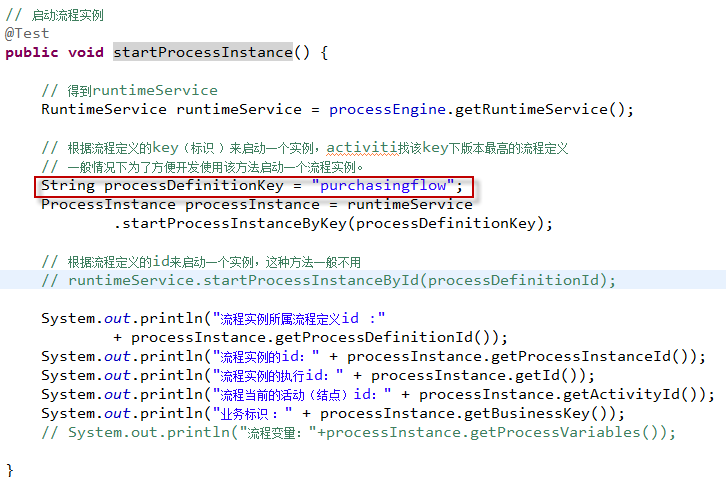 // 启动流程实例
@Test
public void startProcessInstance() {
// 得到runtimeService
RuntimeService runtimeService = processEngine.getRuntimeService();
// 根据流程定义的key（标识 ）来启动一个实例，activiti找该key下版本最高的流程定义
// 一般情况下为了方便开发使用该方法启动一个流程实例。
String processDefinitionKey = "purchasingflow";
ProcessInstance processInstance = runtimeService
.startProcessInstanceByKey(processDefinitionKey);
// 根据流程定义的id来启动一个实例，这种方法一般不用
// runtimeService.startProcessInstanceById(processDefinitionId);
System.out.println("流程实例所属流程定义id :"
+ processInstance.getProcessDefinitionId());
System.out.println("流程实例的id：" + processInstance.getProcessInstanceId());
System.out.println("流程实例的执行id：" + processInstance.getId());
System.out.println("流程当前的活动（结点）id：" + processInstance.getActivityId());
System.out.println("业务标识 ：" + processInstance.getBusinessKey());
// System.out.println("流程变量："+processInstance.getProcessVariables());
}